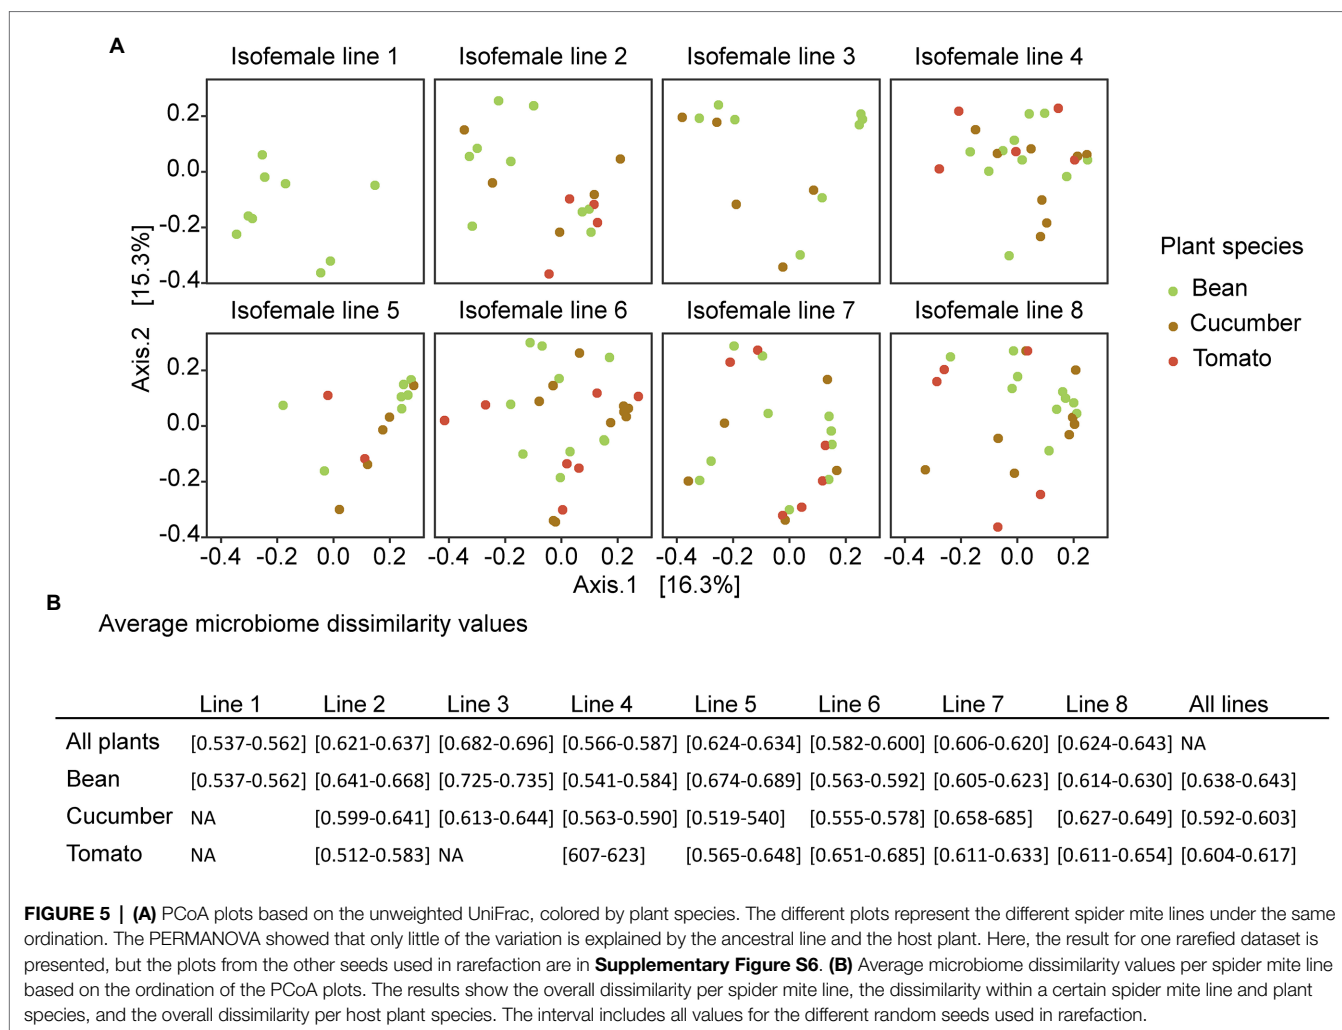 A
Isofemale line 1
Isofemale line 2
Isofemale line 3
Isofemale line 4
0.2
0.0
-0.2
-0.4
Isofemale line 5
Isofemale line 6
Isofemale line 7
Isofemale line 8
0.2
0.0
-0.2
-0.4
Axis.2 [15.3%]
-0.4 -0.2 0.0 0.2
-0.4 -0.2 0.0 0.2
-0.4 -0.2 0.0 0.2
-0.4 -0.2 0.0 0.2
Axis.1 [16.3%]
Plant species
Bean
Cucumber
Tomato
B
Average microbiome dissimilarity values
Line 1 Line 2 Line 3 Line 4 Line 5 Line 6 Line 7 Line 8 All lines
All plants [0.537-0.562] [0.621-0.637] [0.682-0.696] [0.566-0.587] [0.624-0.634] [0.582-0.600] [0.606-0.620] [0.624-0.643] NA
Bean [0.537-0.562] [0.641-0.668] [0.725-0.735] [0.541-0.584] [0.674-0.689] [0.563-0.592] [0.605-0.623] [0.614-0.630] [0.638-0.643]
Cucumber NA [0.599-0.641] [0.613-0.644] [0.563-0.590] [0.519-540] [0.555-0.578] [0.658-685] [0.627-0.649] [0.592-0.603]
Tomato NA [0.512-0.583] NA [607-623] [0.565-0.648] [0.651-0.685] [0.611-0.633] [0.611-0.654] [0.604-0.617]
FIGURE 5 | (A) PCoA plots based on the unweighted UniFrac, colored by plant species. The different plots represent the different spider mite lines under the same
ordination. The PERMANOVA showed that only little of the variation is explained by the ancestral line and the host plant. Here, the result for one rarefied dataset is
presented, but the plots from the other seeds used in rarefaction are in Supplementary Figure S6. (B) Average microbiome dissimilarity values per spider mite line
based on the ordination of the PCoA plots. The results show the overall dissimilarity per spider mite line, the dissimilarity within a certain spider mite line and plant
species, and the overall dissimilarity per host plant species. The interval includes all values for the different random seeds used in rarefaction.